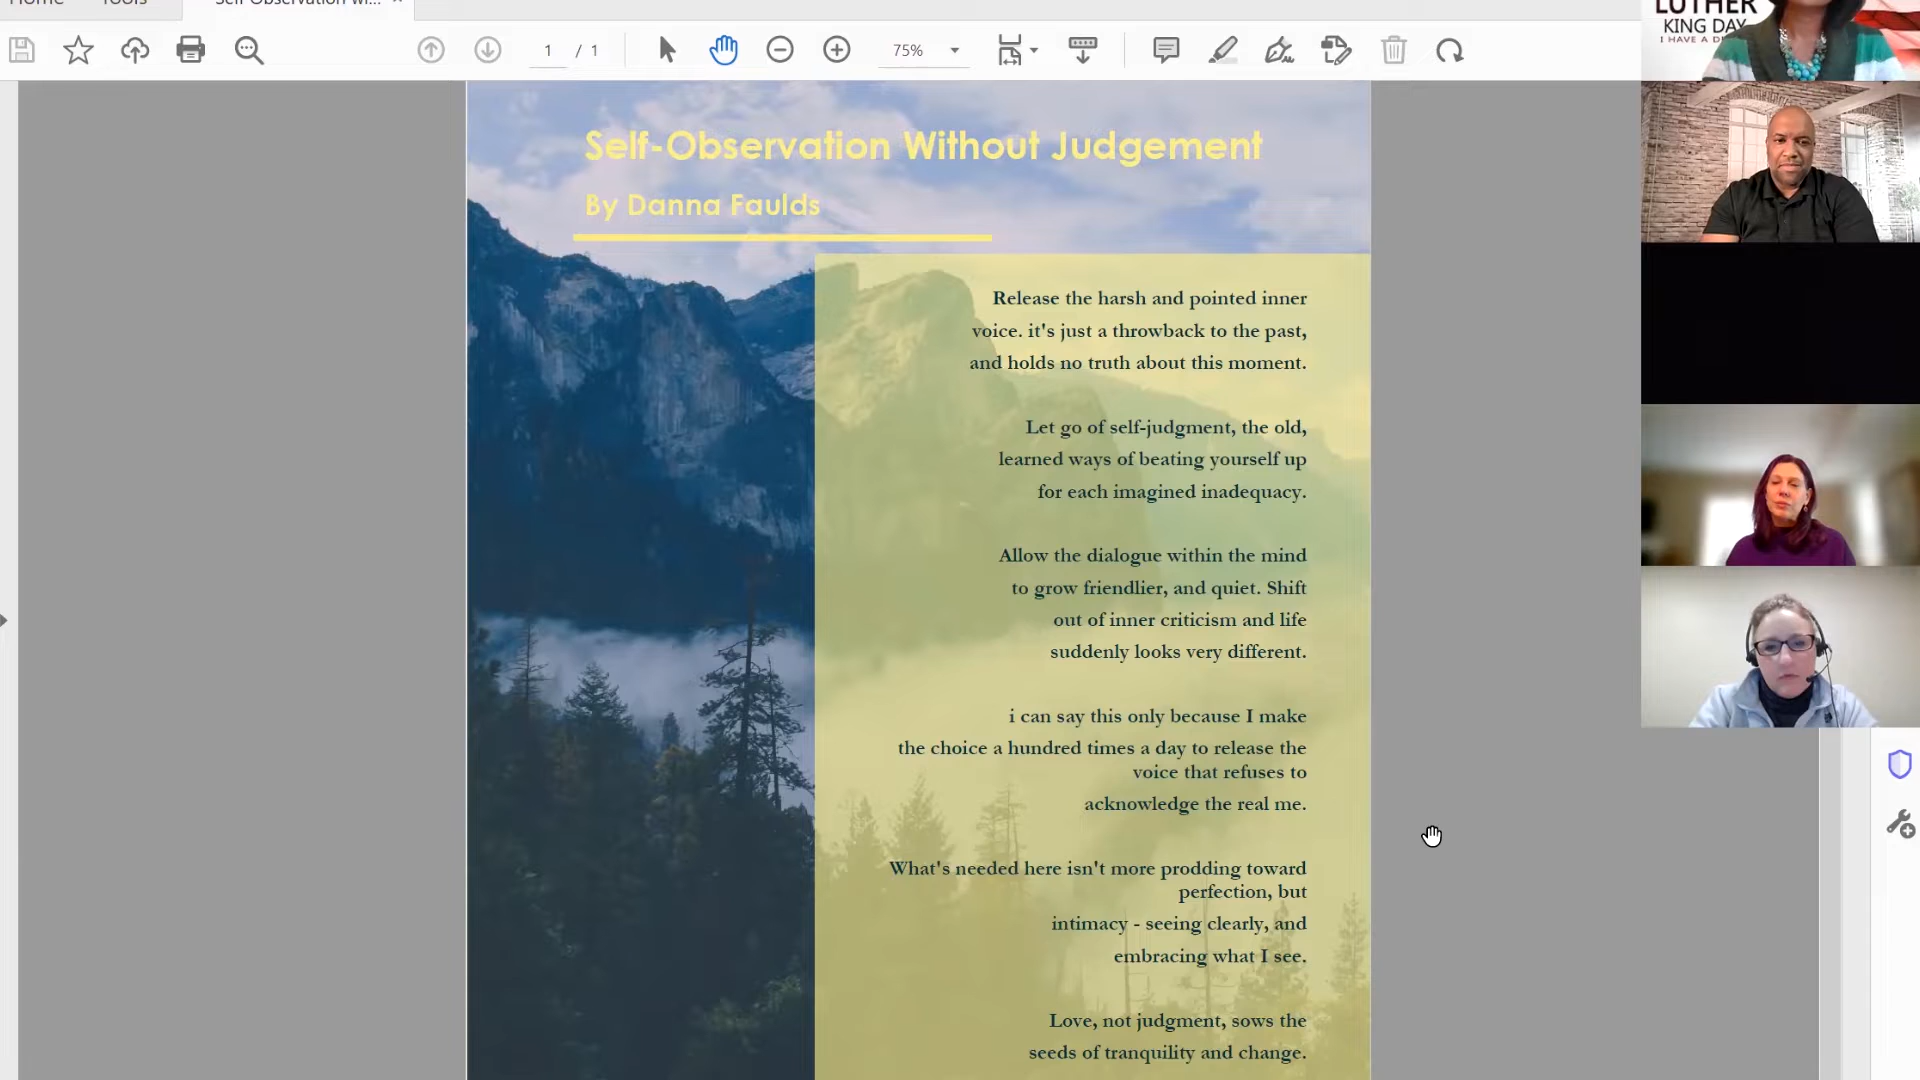 Home
Tools
Self-Observation wi...
1 / 1
75%
LUTHER
KING DAY
Self-Observation Without Judgement
By Danna Faulds
Release the harsh and pointed inner
voice. it's just a throwback to the past,
and holds no truth about this moment.
Let go of self-judgment, the old,
learned ways of beating yourself up
for each imagined inadequacy.
Allow the dialogue within the mind
to grow friendlier, and quiet. Shift
out of inner criticism and life
suddenly looks very different.
i can say this only because I make
the choice a hundred times a day to release the
voice that refuses to
acknowledge the real me.
What's needed here isn't more prodding toward
perfection, but
intimacy - seeing clearly, and
embracing what I see.
Love, not judgment, sows the
seeds of tranquility and change.